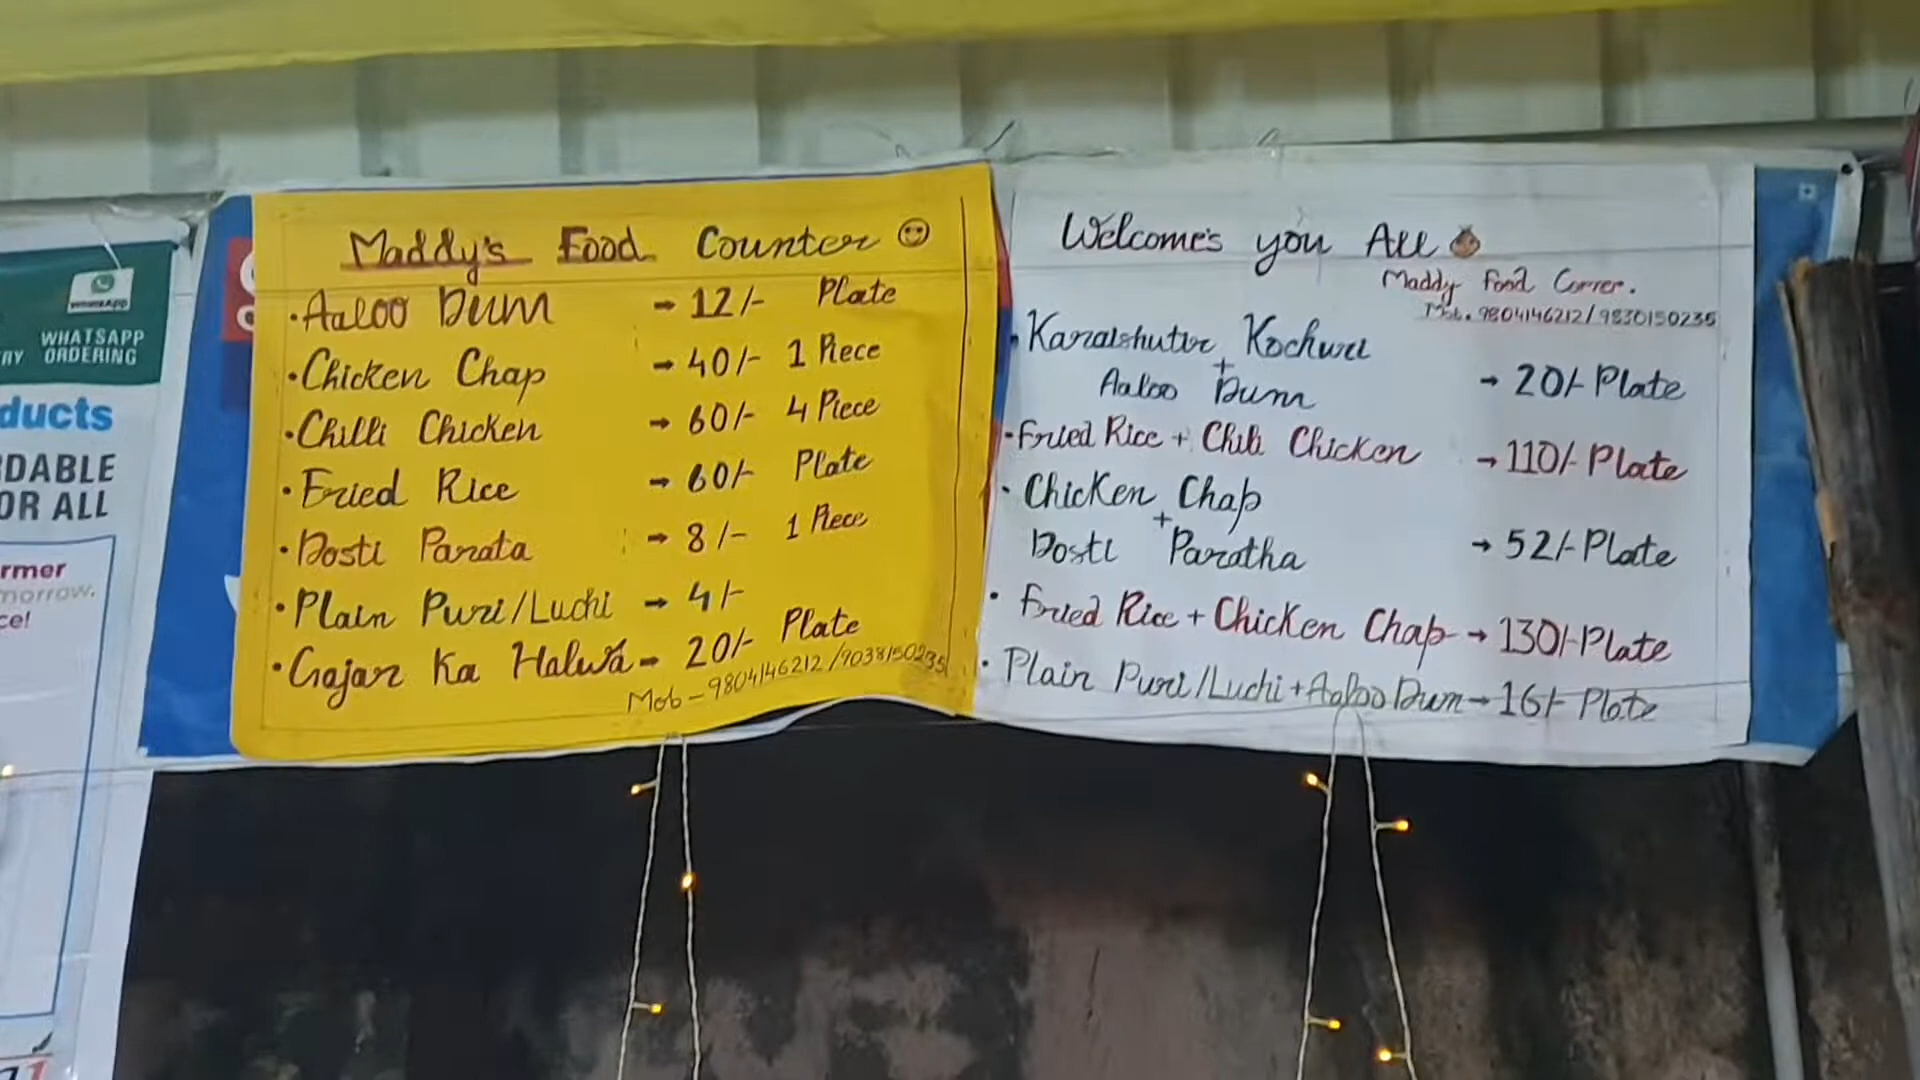 WhatsApp
WHATSAPP
RY ORDERING
ducts
RDABLE
OR ALL
rmer
morrow.
ce!
Maddy's Food Counter
• Aaloo Dum → 12/- Plate
• Chicken Chap → 40/- 1 Piece
• Chilli Chicken → 60/- 4 Piece
• Fried Rice → 60/- Plate
• Dosti Parata → 8/- 1 Piece
• Plain Puri/Luchi → 4/-
• Gajar Ka Halwa → 20/- Plate
Mob - 9804146212/9038150235
Welcome's you All
Maddy Food Corner.
Mob. 9804146212/9830150235
• Karaishutir Kochuri
+
Aaloo Dum → 20/- Plate
• Fried Rice + Chili Chicken → 110/- Plate
• Chicken Chap
+
Dosti Paratha → 52/- Plate
• Fried Rice + Chicken Chap → 130/- Plate
• Plain Puri/Luchi + Aaloo Dum → 16/- Plate